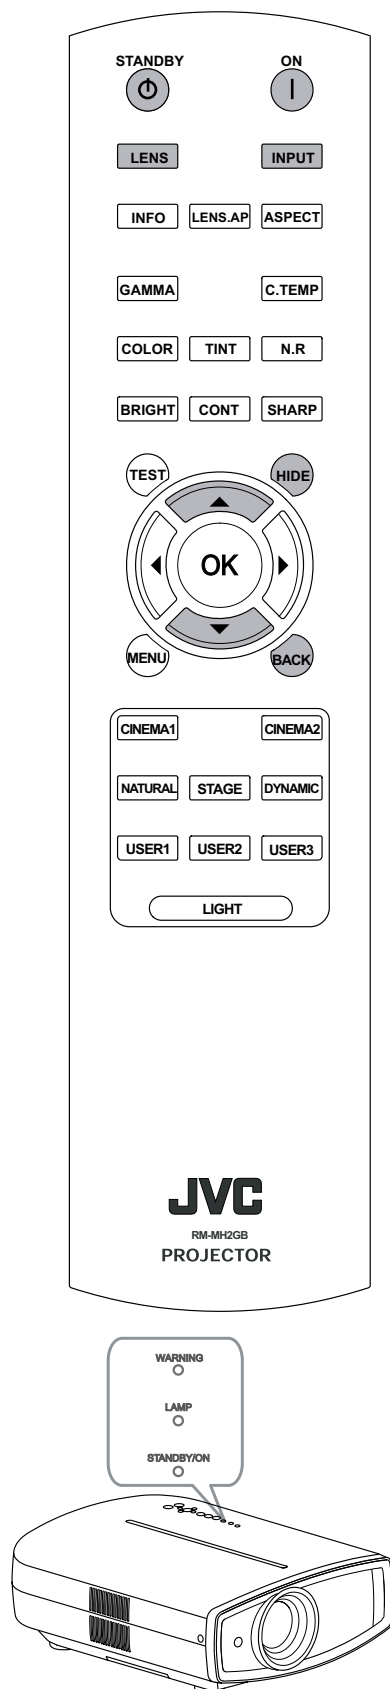 STANDBY ON
LENS INPUT
INFO LENS.AP ASPECT
GAMMA C.TEMP
COLOR TINT N.R
BRIGHT CONT SHARP
TEST HIDE
OK
MENU BACK
CINEMA1 CINEMA2
NATURAL STAGE DYNAMIC
USER1 USER2 USER3
LIGHT
JVC
RM-MH2GB
PROJECTOR
WARNING
LAMP
STANDBY/ON